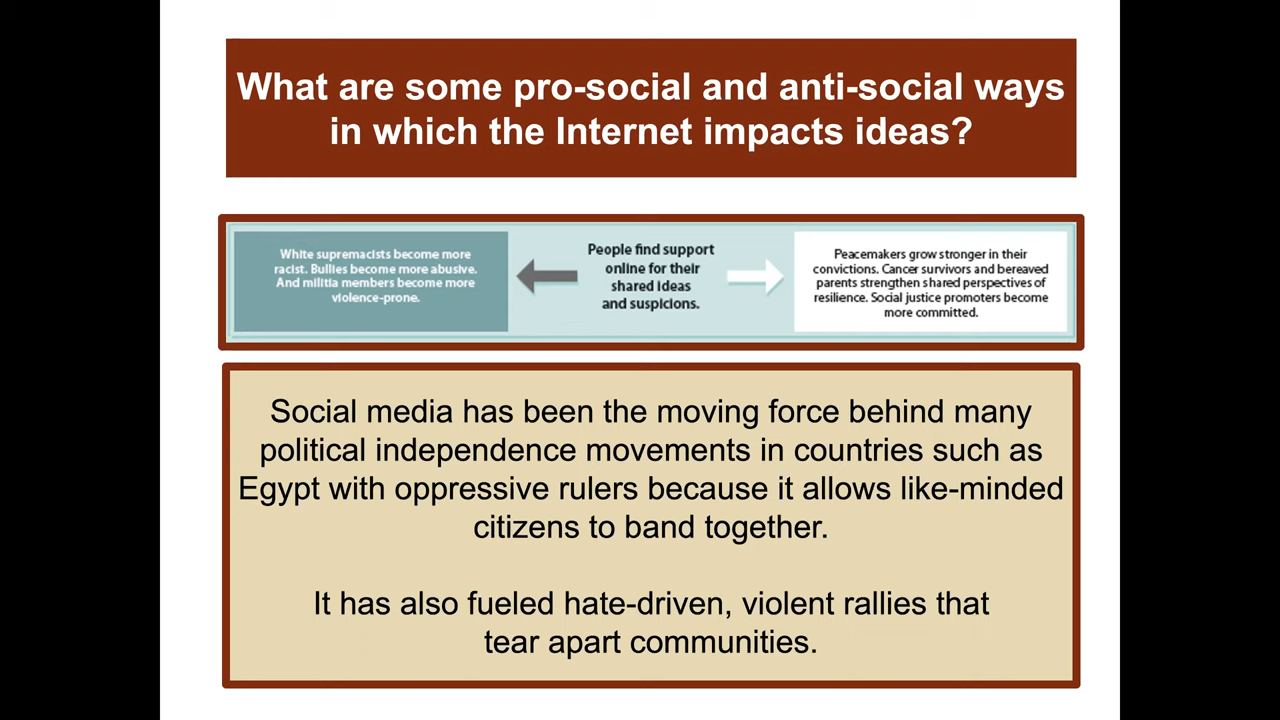 What are some pro-social and anti-social ways
in which the Internet impacts ideas?
White supremacists become more
racist. Bullies become more abusive.
And militia members become more
violence-prone.
People find support
online for their
shared ideas
and suspicions.
Peacemakers grow stronger in their
convictions. Cancer survivors and bereaved
parents strengthen shared perspectives of
resilience. Social justice promoters become
more committed.
Social media has been the moving force behind many
political independence movements in countries such as
Egypt with oppressive rulers because it allows like-minded
citizens to band together.
It has also fueled hate-driven, violent rallies that
tear apart communities.